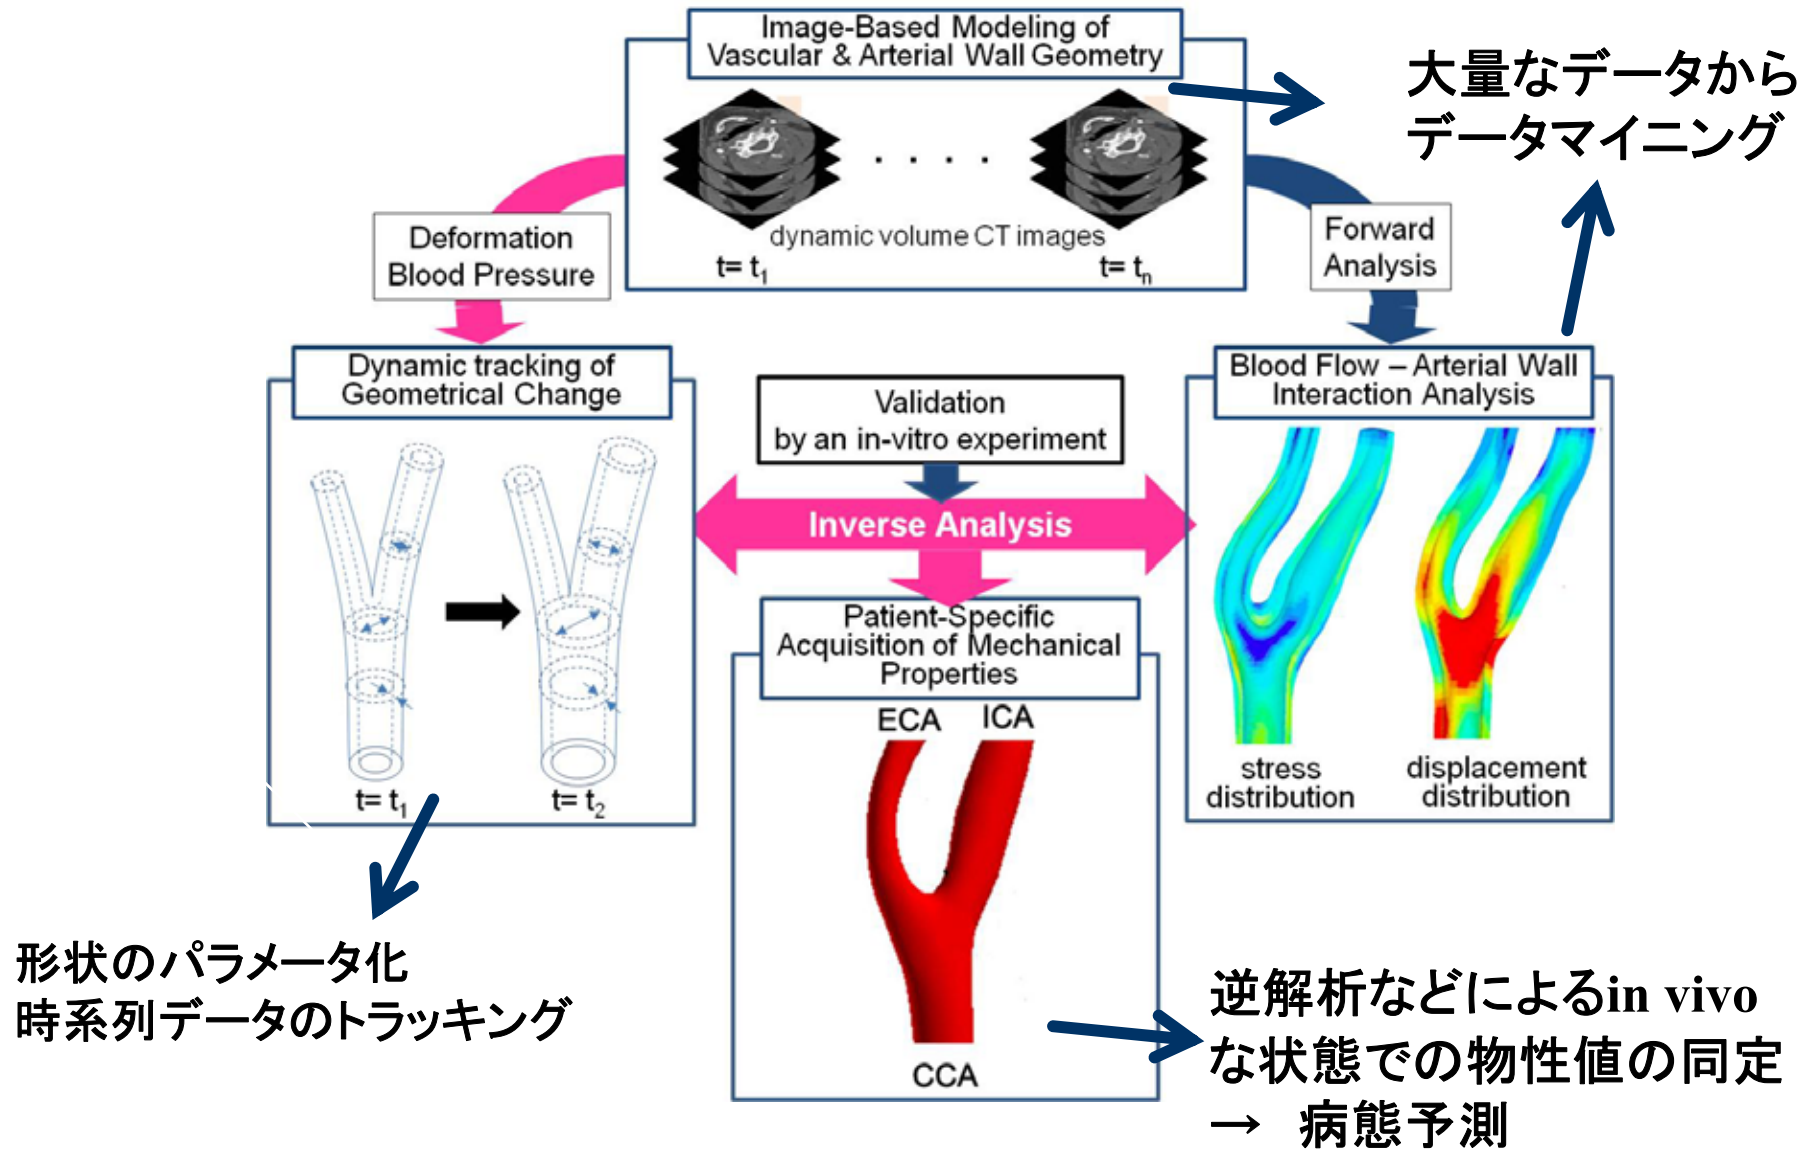 Image-Based Modeling of
Vascular & Arterial Wall Geometry
大量なデータから
データマイニング
dynamic volume CT images
t= t1
t= tn
Deformation
Blood Pressure
Forward
Analysis
Dynamic tracking of
Geometrical Change
t= t1
t= t2
Validation
by an in-vitro experiment
Inverse Analysis
Blood Flow – Arterial Wall
Interaction Analysis
stress
distribution
displacement
distribution
Patient-Specific
Acquisition of Mechanical
Properties
ECA
ICA
CCA
形状のパラメータ化
時系列データのトラッキング
逆解析などによるin vivo
な状態での物性値の同定
→ 病態予測